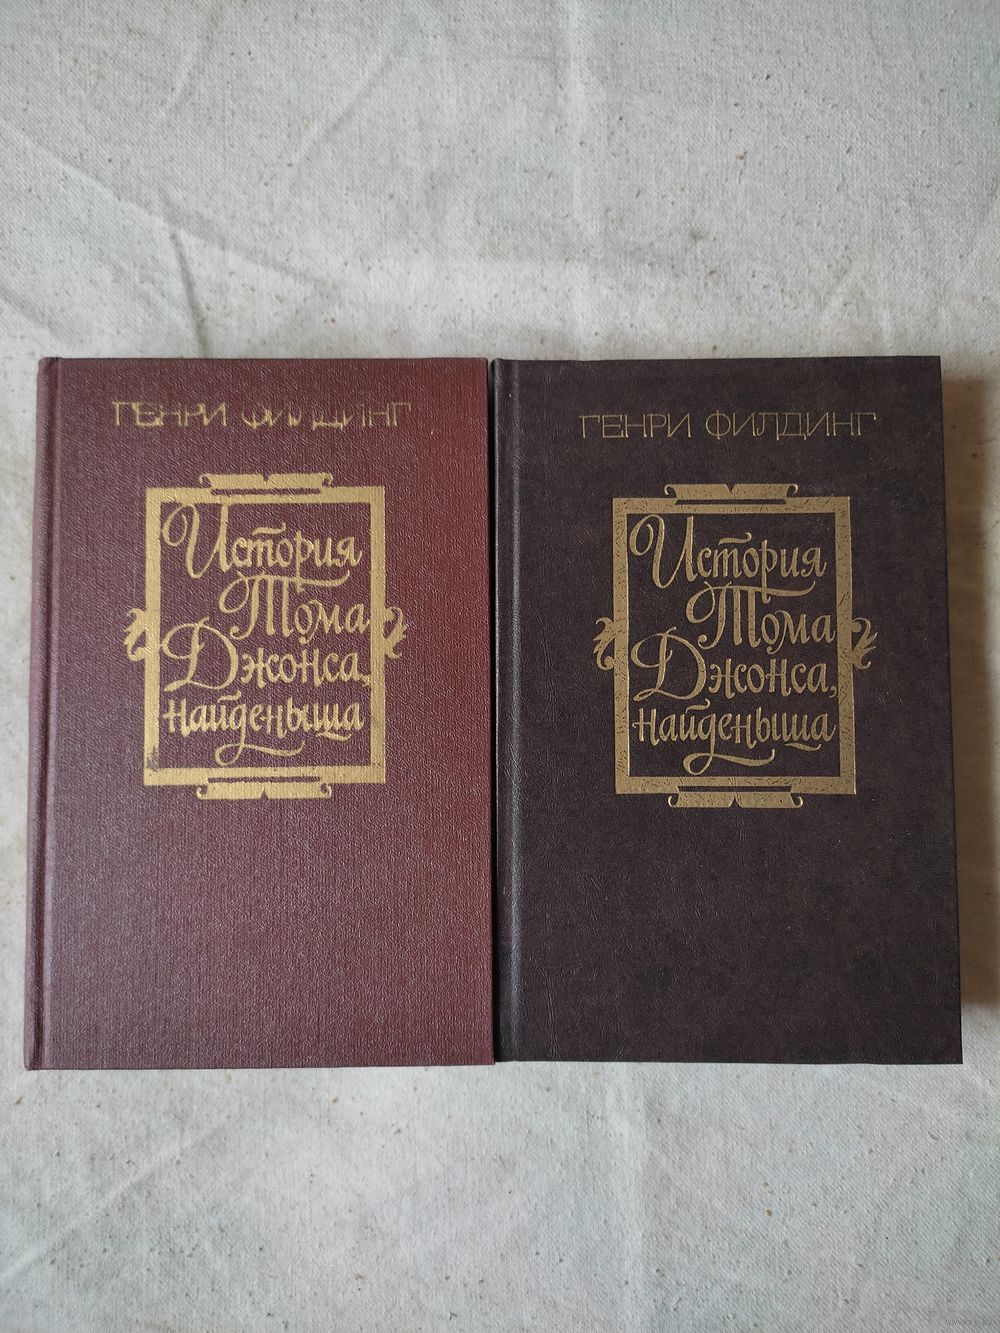 ГЕНРИ ФИЛДИНГ
История
Тома
Джонса,
найденыша
ГЕНРИ ФИЛДИНГ
История
Тома
Джонса,
найденыша